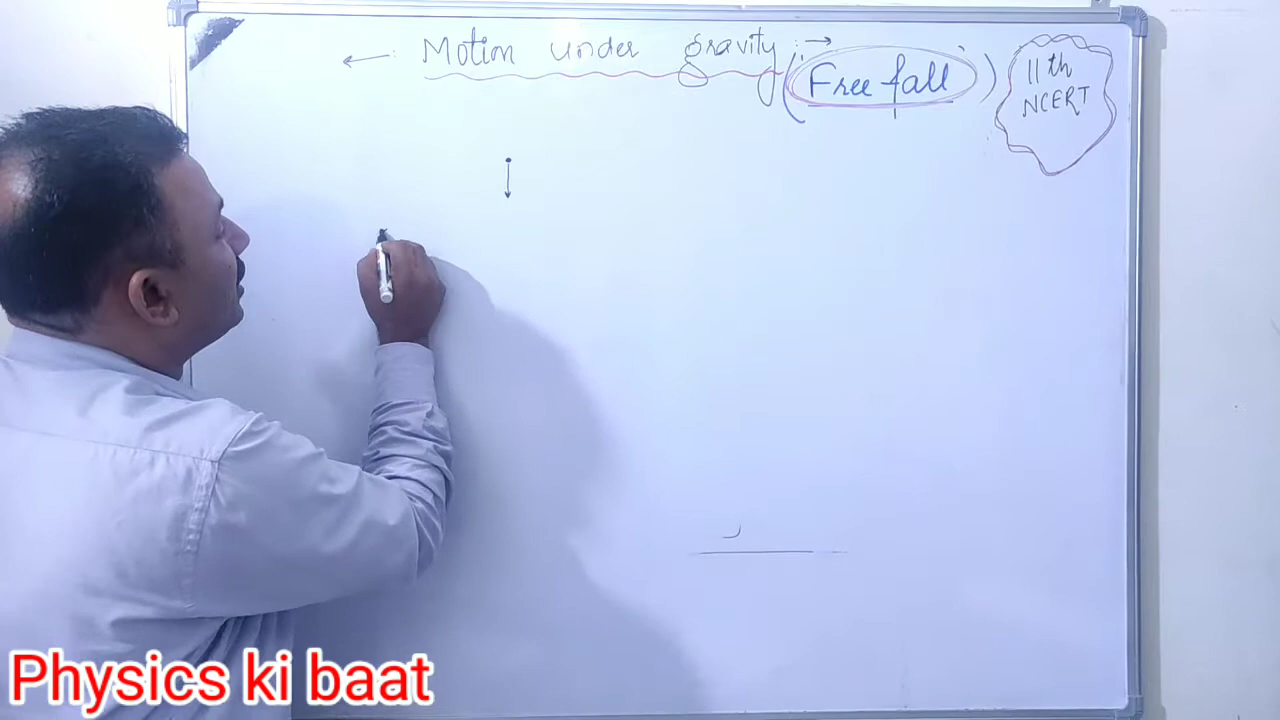 ← : Motion under gravity : →
(Free fall)
11th
NCERT
Physics ki baat